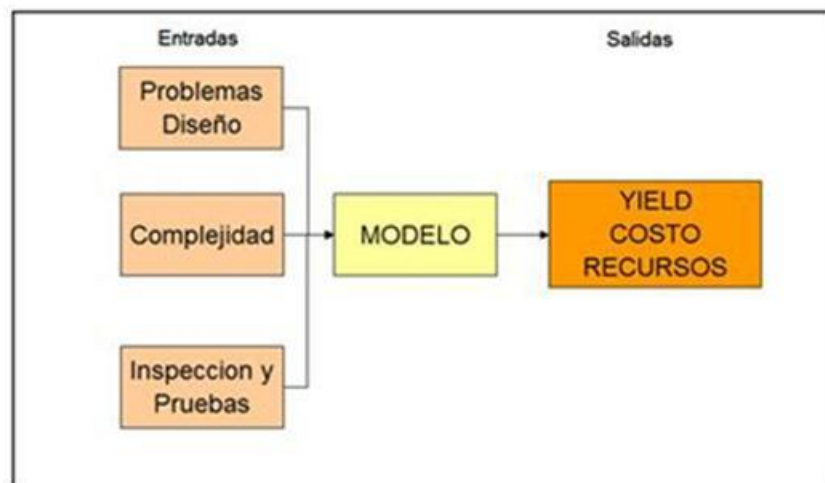 Entradas
Salidas
Problemas
Diseño
Complejidad
MODELO
YIELD
COSTO
RECURSOS
Inspeccion y
Pruebas